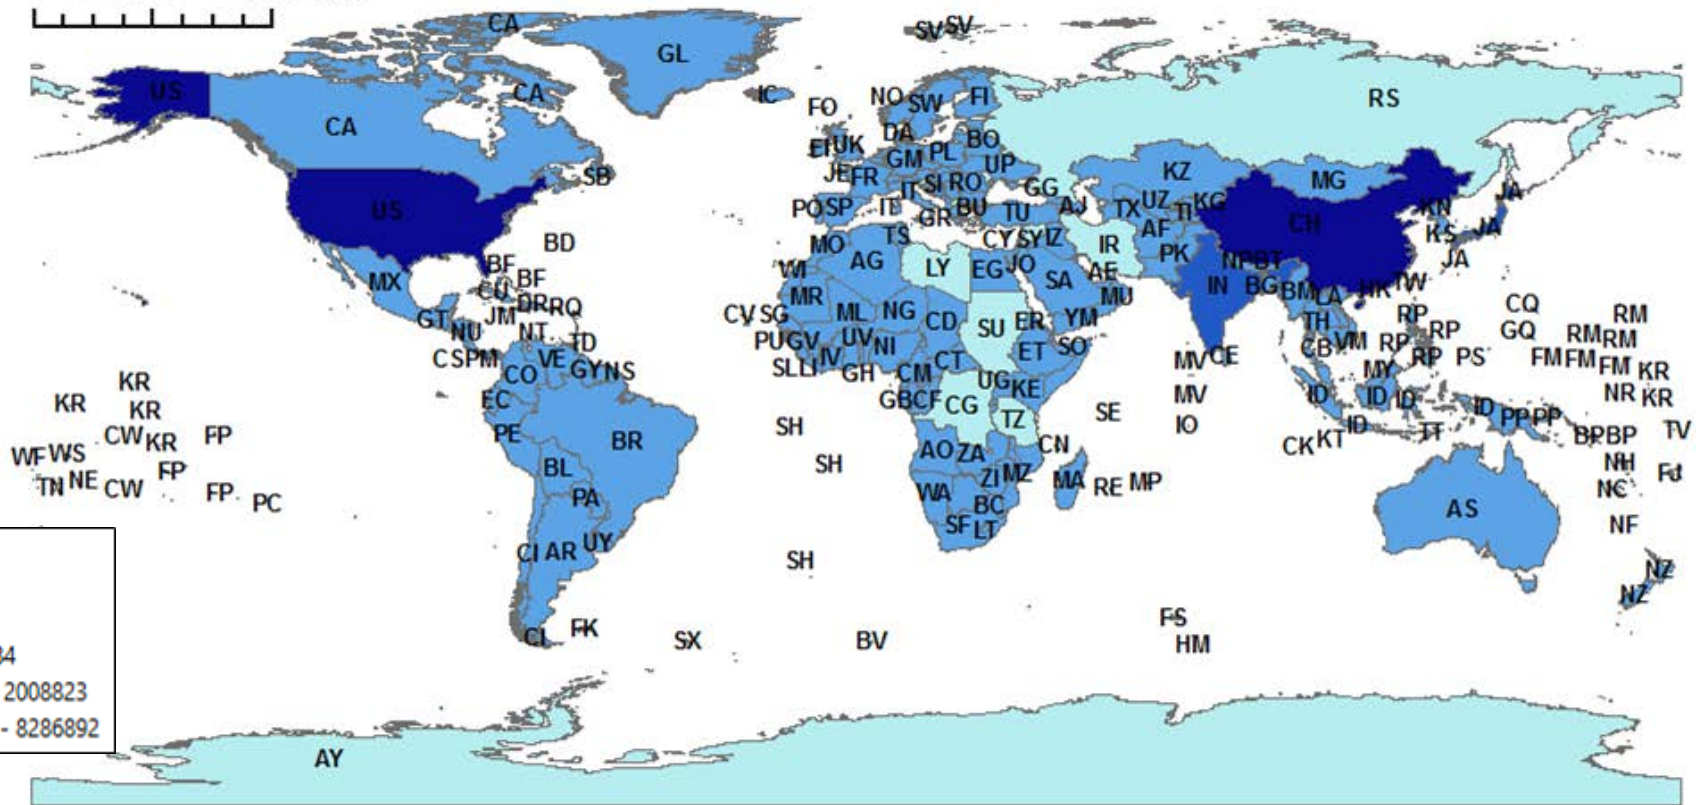 CA
GL
SV SV
US
CA
CA
IC
FO
NO SW FI
RS
DA
BO
EI UK
GM PL
UP
JE FR
SI RO
IT
SB
KZ
MG
GG
JA
US
PO SP
IT
GR BU TU
AJ
TX UZ
TI KG
CH
KN
KS JA
BD
MO
TS
CY SY IZ
AF
BF
AG
LY
EG JO
IR
PK
NP BT
JA
MX
CU
BF
WI
SA
AE
IN
BG BM LA
HK TW
MR
MU
DR RQ
JM
GT
CV SG
ML NG
CD
SU ER YM
TH
VM
RP
CQ
RM
NU
NT TD
PU GV
UV NI
ET SO
CB
RP RP
GQ
RM RM
CS PM
VE
GY NS
SL LI IV
GH
CM CT
MV CE
MY
RP PS
FM FM FM
KR
CO
UG KE
KR
KR
KR
EC
GB CF CG
MV
ID ID ID ID
NR KR
CW KR
FP
PE
BR
SH
TZ
SE
IO
PP PP
CK KT ID
TT
BP BP
TV
WF WS
FP
BL
SH
AO ZA
CN
NH
FJ
TN NE CW
FP
PC
PA
WA
ZI MZ
MA RE MP
AS
NC
BC
SF LT
NF
CI AR UY
SH
NZ
NZ
CI FK
SX
BV
FS
HM
34
2008823
- 8286892
AY